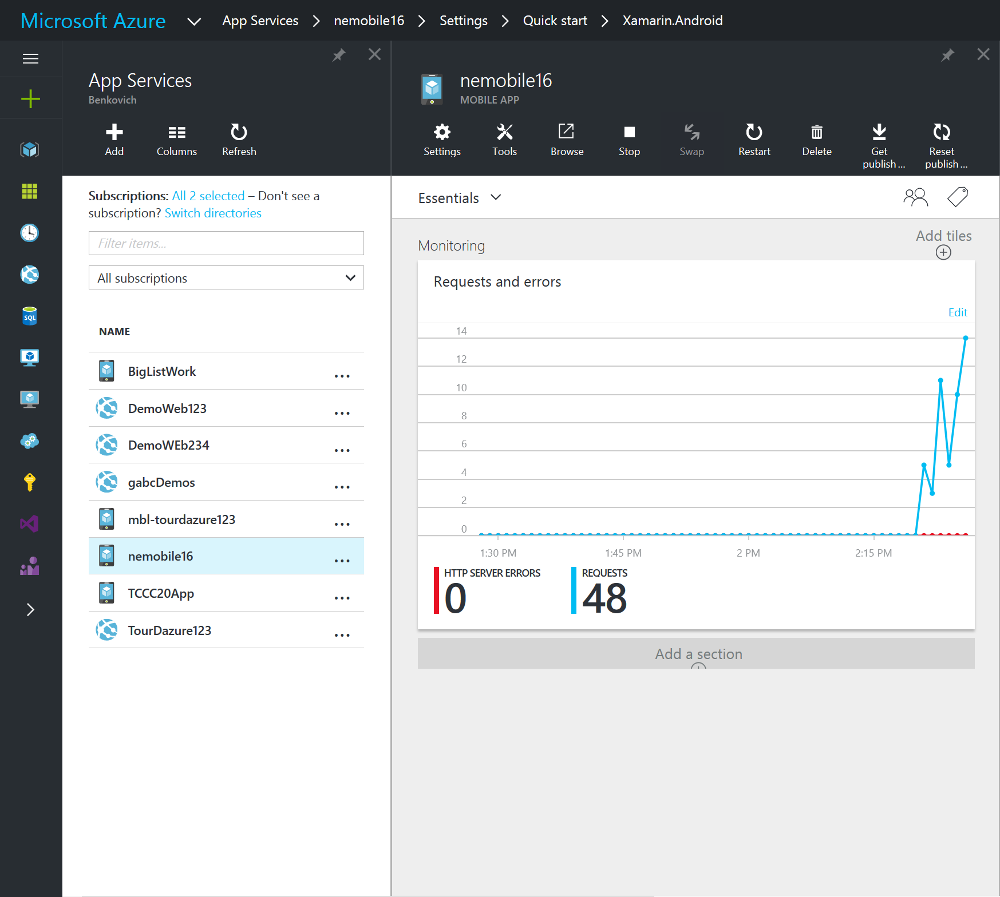 Microsoft Azure App Services nemobile16 Settings Quick start Xamarin.Android
App Services
Benkovich
Add Columns Refresh
Subscriptions: All 2 selected – Don't see a
subscription? Switch directories
Filter items...
All subscriptions
NAME
BigListWork ...
DemoWeb123 ...
DemoWEb234 ...
gabcDemos ...
mbl-tourdazure123 ...
nemobile16 ...
TCCC20App ...
TourDazure123 ...
SQL
nemobile16
MOBILE APP
Settings Tools Browse Stop Swap Restart Delete Get Reset
publish ... publish ...
Essentials
Monitoring
Add tiles
Requests and errors
Edit
14
12
10
8
6
4
2
0
1:30 PM 1:45 PM 2 PM 2:15 PM
HTTP SERVER ERRORS REQUESTS
0 48
Add a section